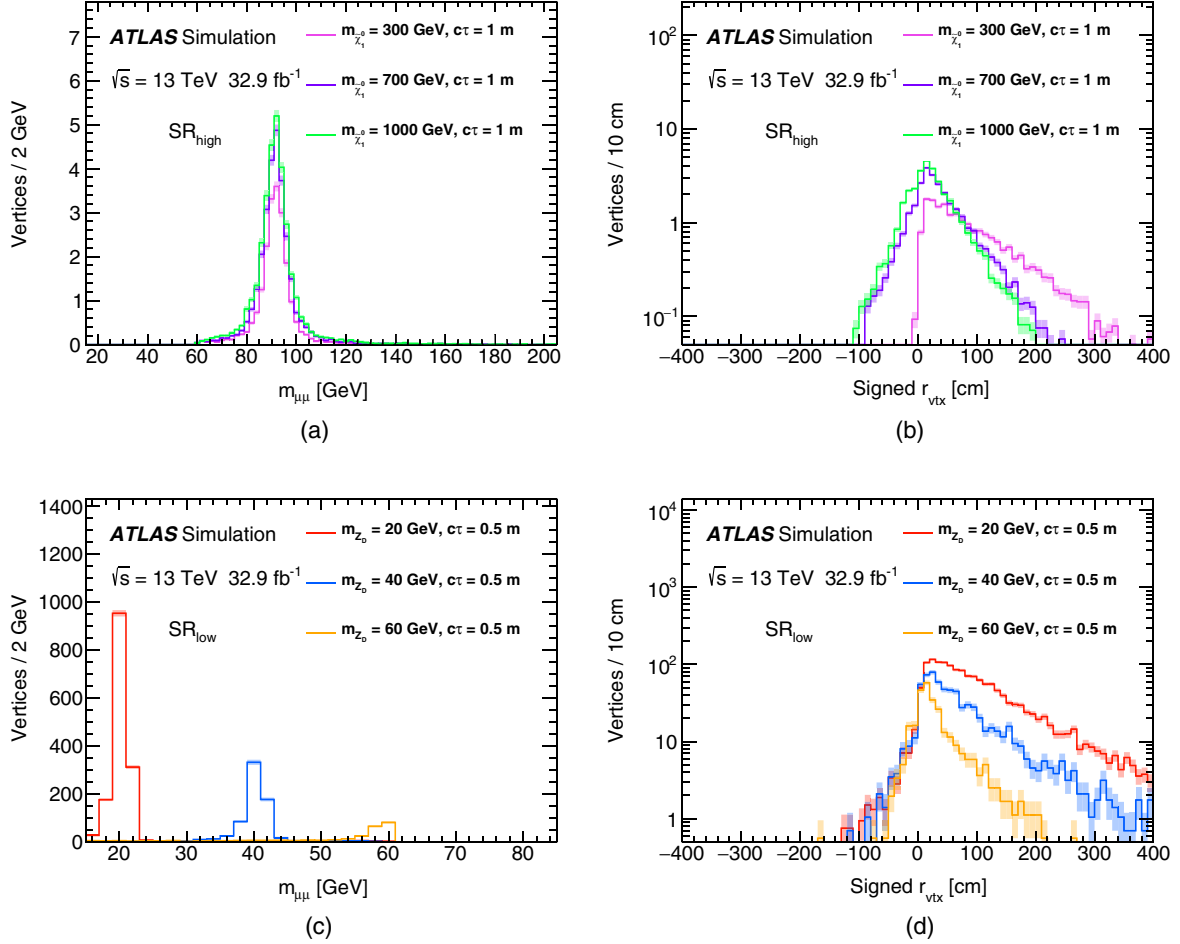 ATLAS Simulation
√s = 13 TeV 32.9 fb⁻¹
SR_high
m_χ̃₁⁰ = 300 GeV, cτ = 1 m
m_χ̃₁⁰ = 700 GeV, cτ = 1 m
m_χ̃₁⁰ = 1000 GeV, cτ = 1 m
Vertices / 2 GeV
7
6
5
4
3
2
1
0
20 40 60 80 100 120 140 160 180 200
m_μμ [GeV]
(a)
ATLAS Simulation
√s = 13 TeV 32.9 fb⁻¹
SR_high
m_χ̃₁⁰ = 300 GeV, cτ = 1 m
m_χ̃₁⁰ = 700 GeV, cτ = 1 m
m_χ̃₁⁰ = 1000 GeV, cτ = 1 m
Vertices / 10 cm
10²
10
1
10⁻¹
−400 −300 −200 −100 0 100 200 300 400
Signed r_vtx [cm]
(b)
ATLAS Simulation
√s = 13 TeV 32.9 fb⁻¹
SR_low
m_Z_D = 20 GeV, cτ = 0.5 m
m_Z_D = 40 GeV, cτ = 0.5 m
m_Z_D = 60 GeV, cτ = 0.5 m
Vertices / 2 GeV
1400
1200
1000
800
600
400
200
0
20 30 40 50 60 70 80
m_μμ [GeV]
(c)
ATLAS Simulation
√s = 13 TeV 32.9 fb⁻¹
SR_low
m_Z_D = 20 GeV, cτ = 0.5 m
m_Z_D = 40 GeV, cτ = 0.5 m
m_Z_D = 60 GeV, cτ = 0.5 m
Vertices / 10 cm
10⁴
10³
10²
10
1
−400 −300 −200 −100 0 100 200 300 400
Signed r_vtx [cm]
(d)